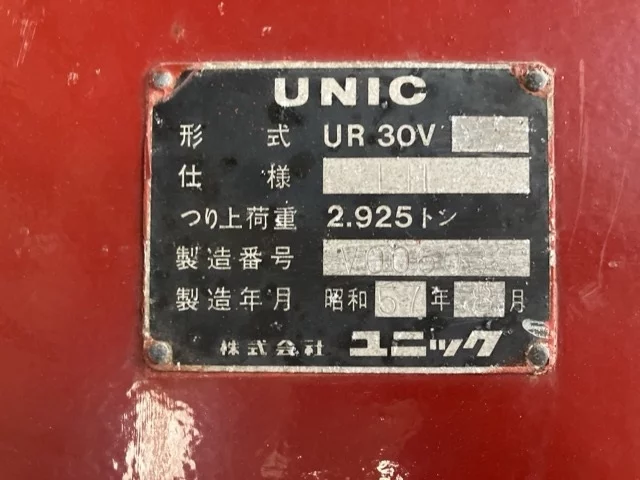 UNIC
形式 UR 30V
仕様
つり上荷重 2.925トン
製造番号
製造年月 昭和57年 月
株式会社 ユニック